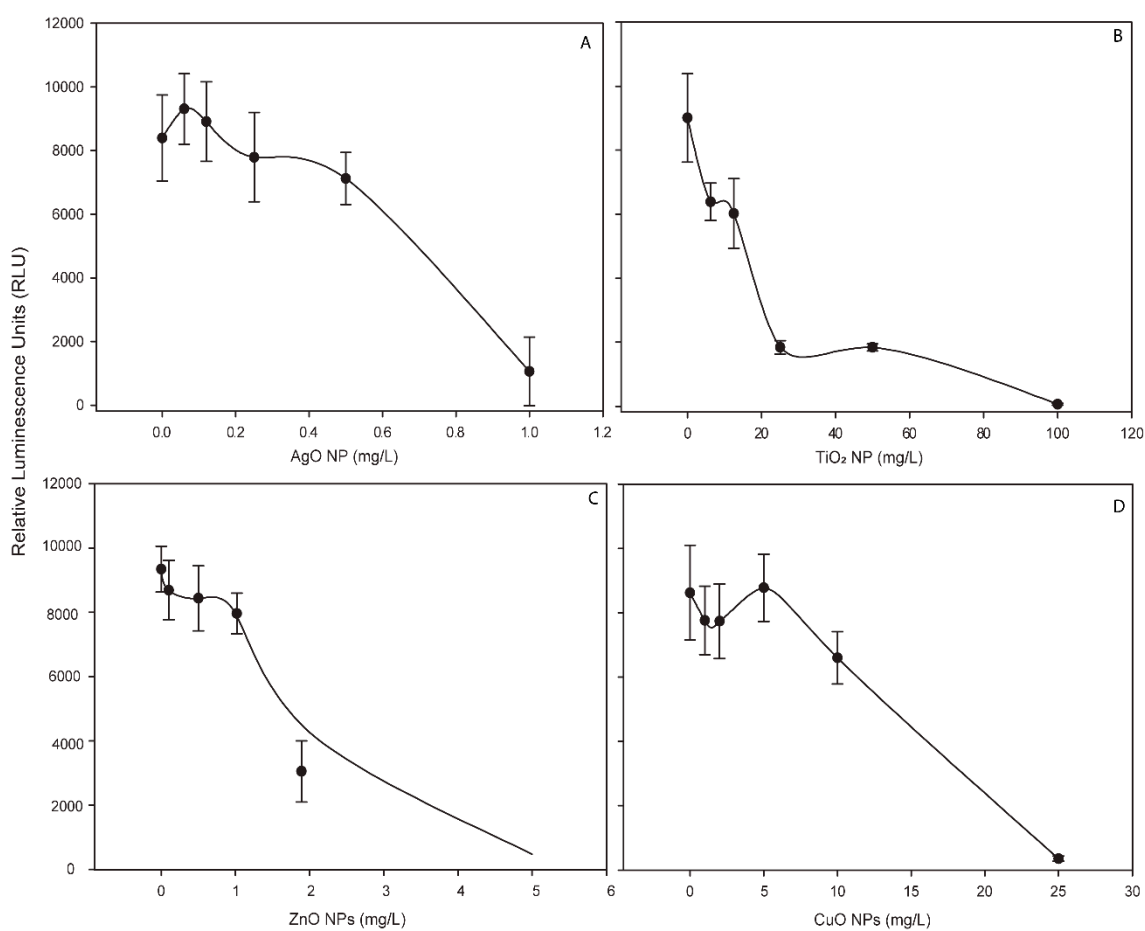 Relative Luminescence Units (RLU)
12000
10000
8000
6000
4000
2000
0
A
0.0 0.2 0.4 0.6 0.8 1.0 1.2
AgO NP (mg/L)
B
0 20 40 60 80 100 120
TiO₂ NP (mg/L)
12000
10000
8000
6000
4000
2000
0
C
0 1 2 3 4 5 6
ZnO NPs (mg/L)
D
0 5 10 15 20 25 30
CuO NPs (mg/L)